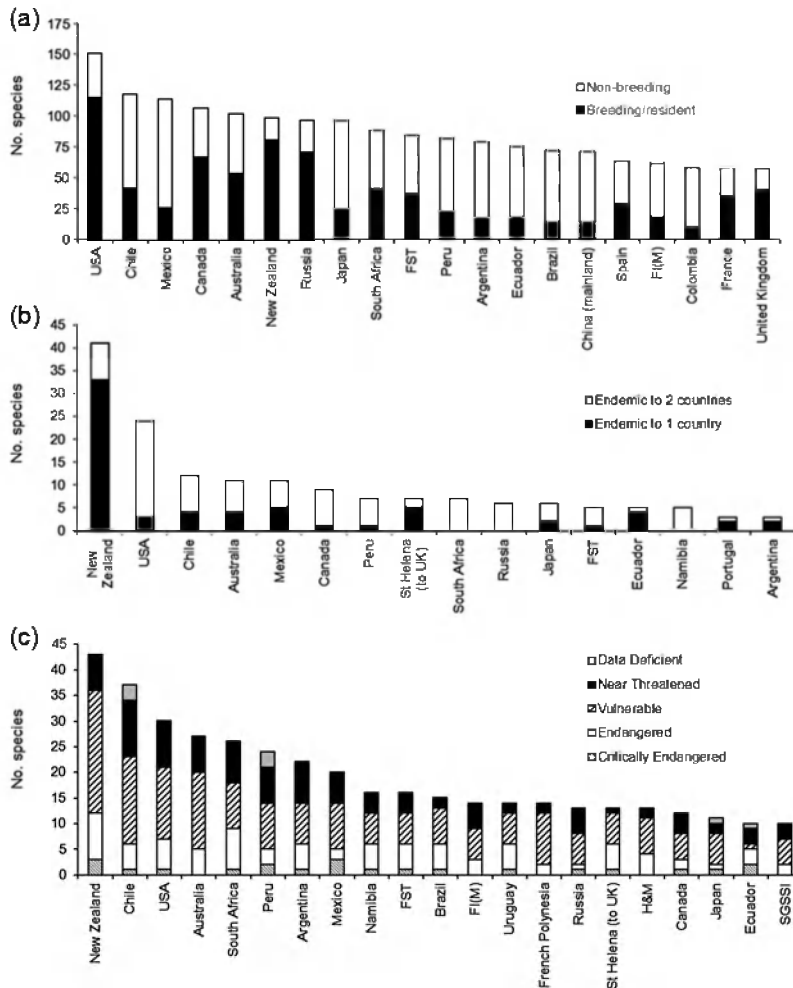 (a)
175
150
125
100
75
50
25
0
No. species
Non-breeding
Breeding/resident
USA
Chile
Mexico
Canada
Australia
New Zealand
Russia
Japan
South Africa
FST
Peru
Argentina
Ecuador
Brazil
China (mainland)
Spain
FI(M)
Colombia
France
United Kingdom
(b)
45
40
35
30
25
20
15
10
5
0
No. species
Endemic to 2 countries
Endemic to 1 country
New
Zealand
USA
Chile
Australia
Mexico
Canada
Peru
St Helena
(to UK)
South Africa
Russia
Japan
FST
Ecuador
Namibia
Portugal
Argentina
(c)
45
40
35
30
25
20
15
10
5
0
No. species
Data Deficient
Near Threatened
Vulnerable
Endangered
Critically Endangered
New Zealand
Chile
USA
Australia
South Africa
Peru
Argentina
Mexico
Namibia
FST
Brazil
FI(M)
Uruguay
French Polynesia
Russia
St Helena (to UK)
H&M
Canada
Japan
Ecuador
SGSSI